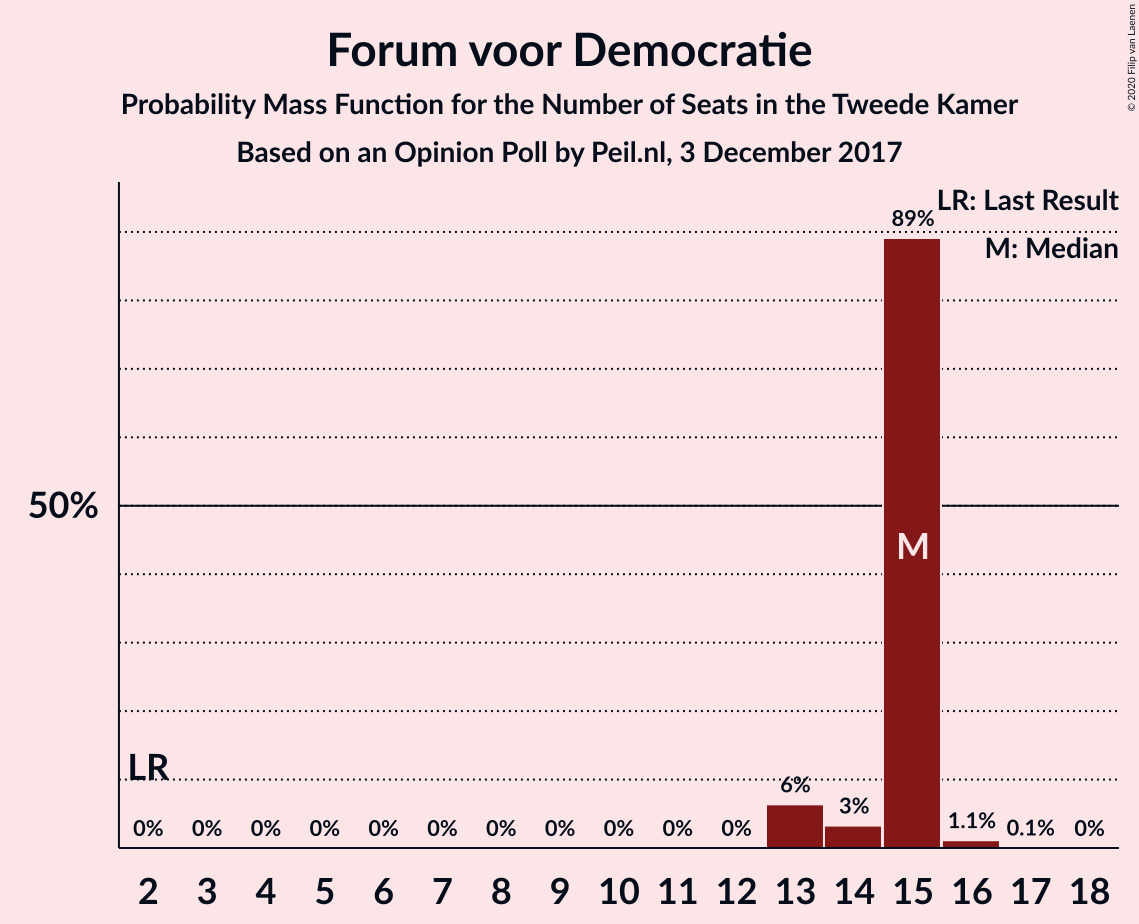 Forum voor Democratie
Probability Mass Function for the Number of Seats in the Tweede Kamer
Based on an Opinion Poll by Peil.nl, 3 December 2017
© 2020 Filip van Laenen
LR: Last Result
M: Median
89%
50%
M
LR
0% 0% 0% 0% 0% 0% 0% 0% 0% 0% 0% 6% 3% 1.1% 0.1% 0%
2 3 4 5 6 7 8 9 10 11 12 13 14 15 16 17 18